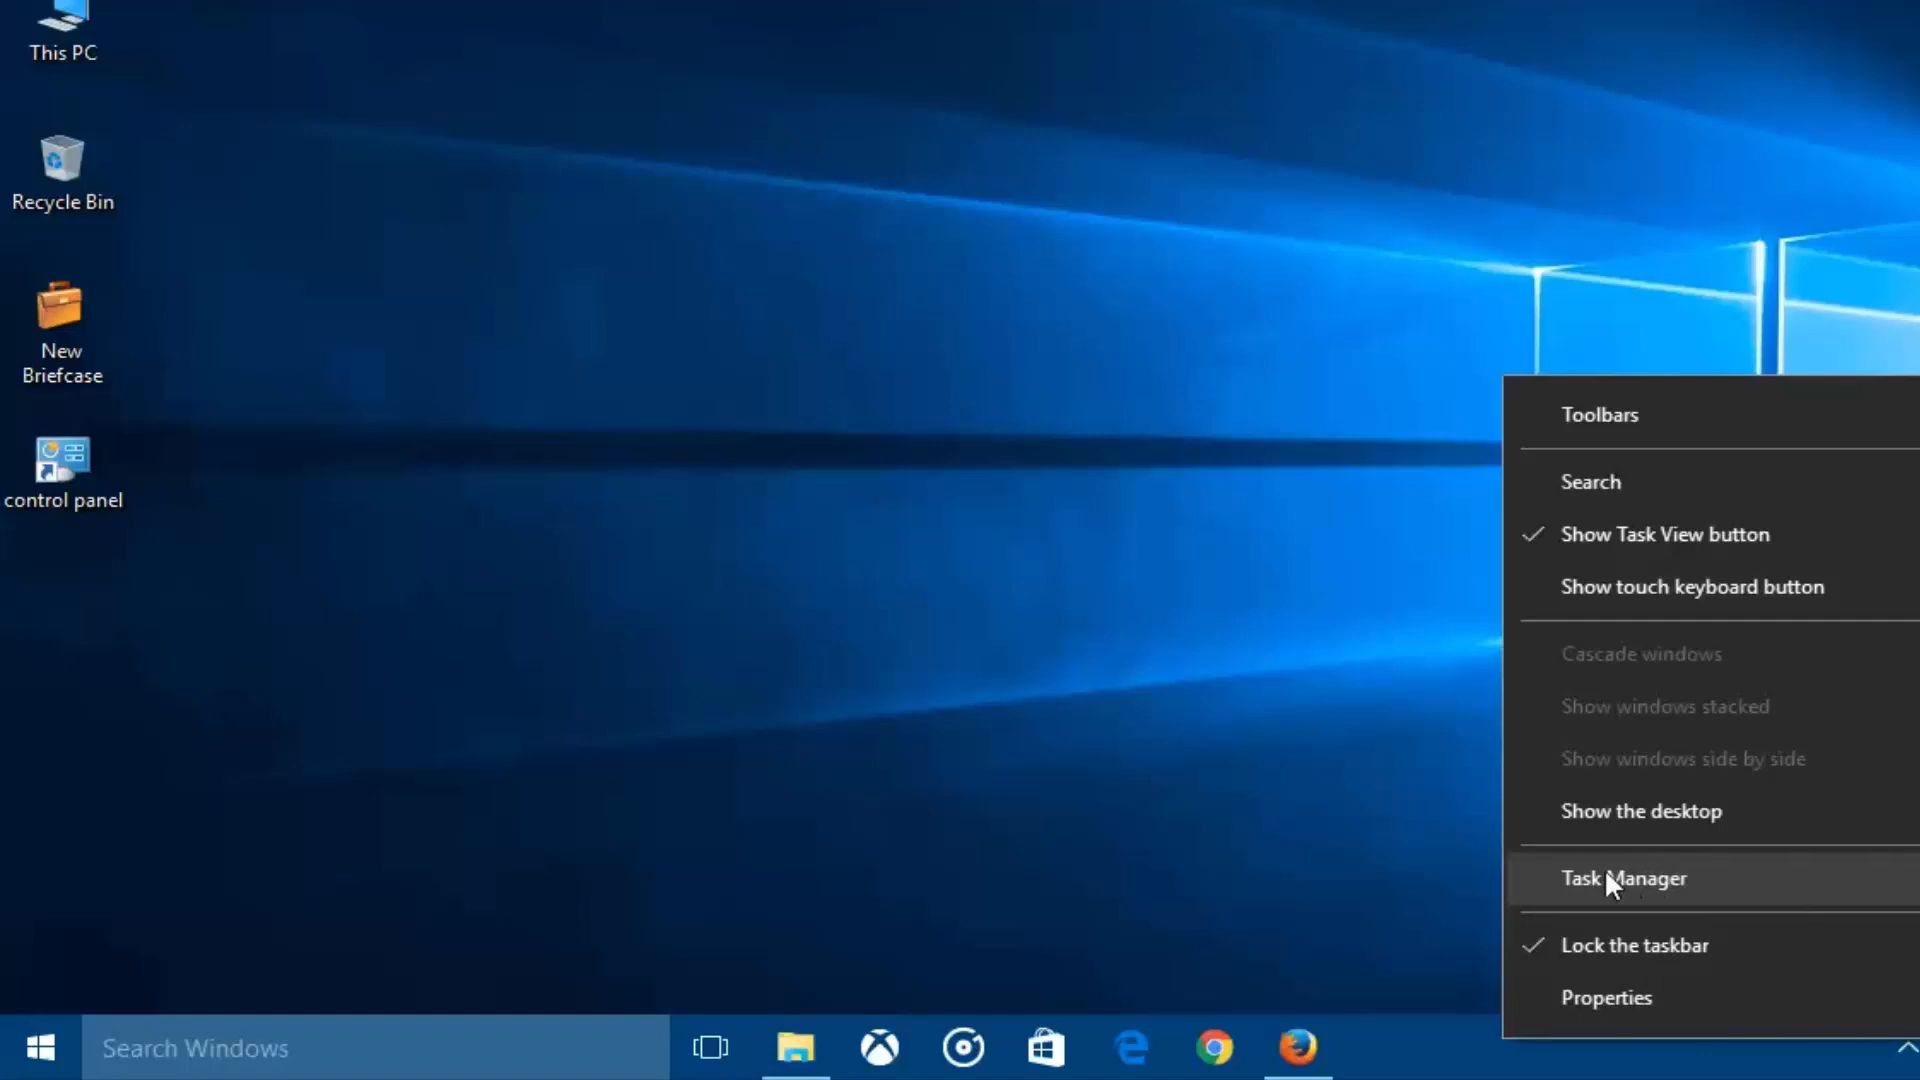 This PC
Recycle Bin
New
Briefcase
control panel
Toolbars
Search
Show Task View button
Show touch keyboard button
Cascade windows
Show windows stacked
Show windows side by side
Show the desktop
Task Manager
Lock the taskbar
Properties
Search Windows